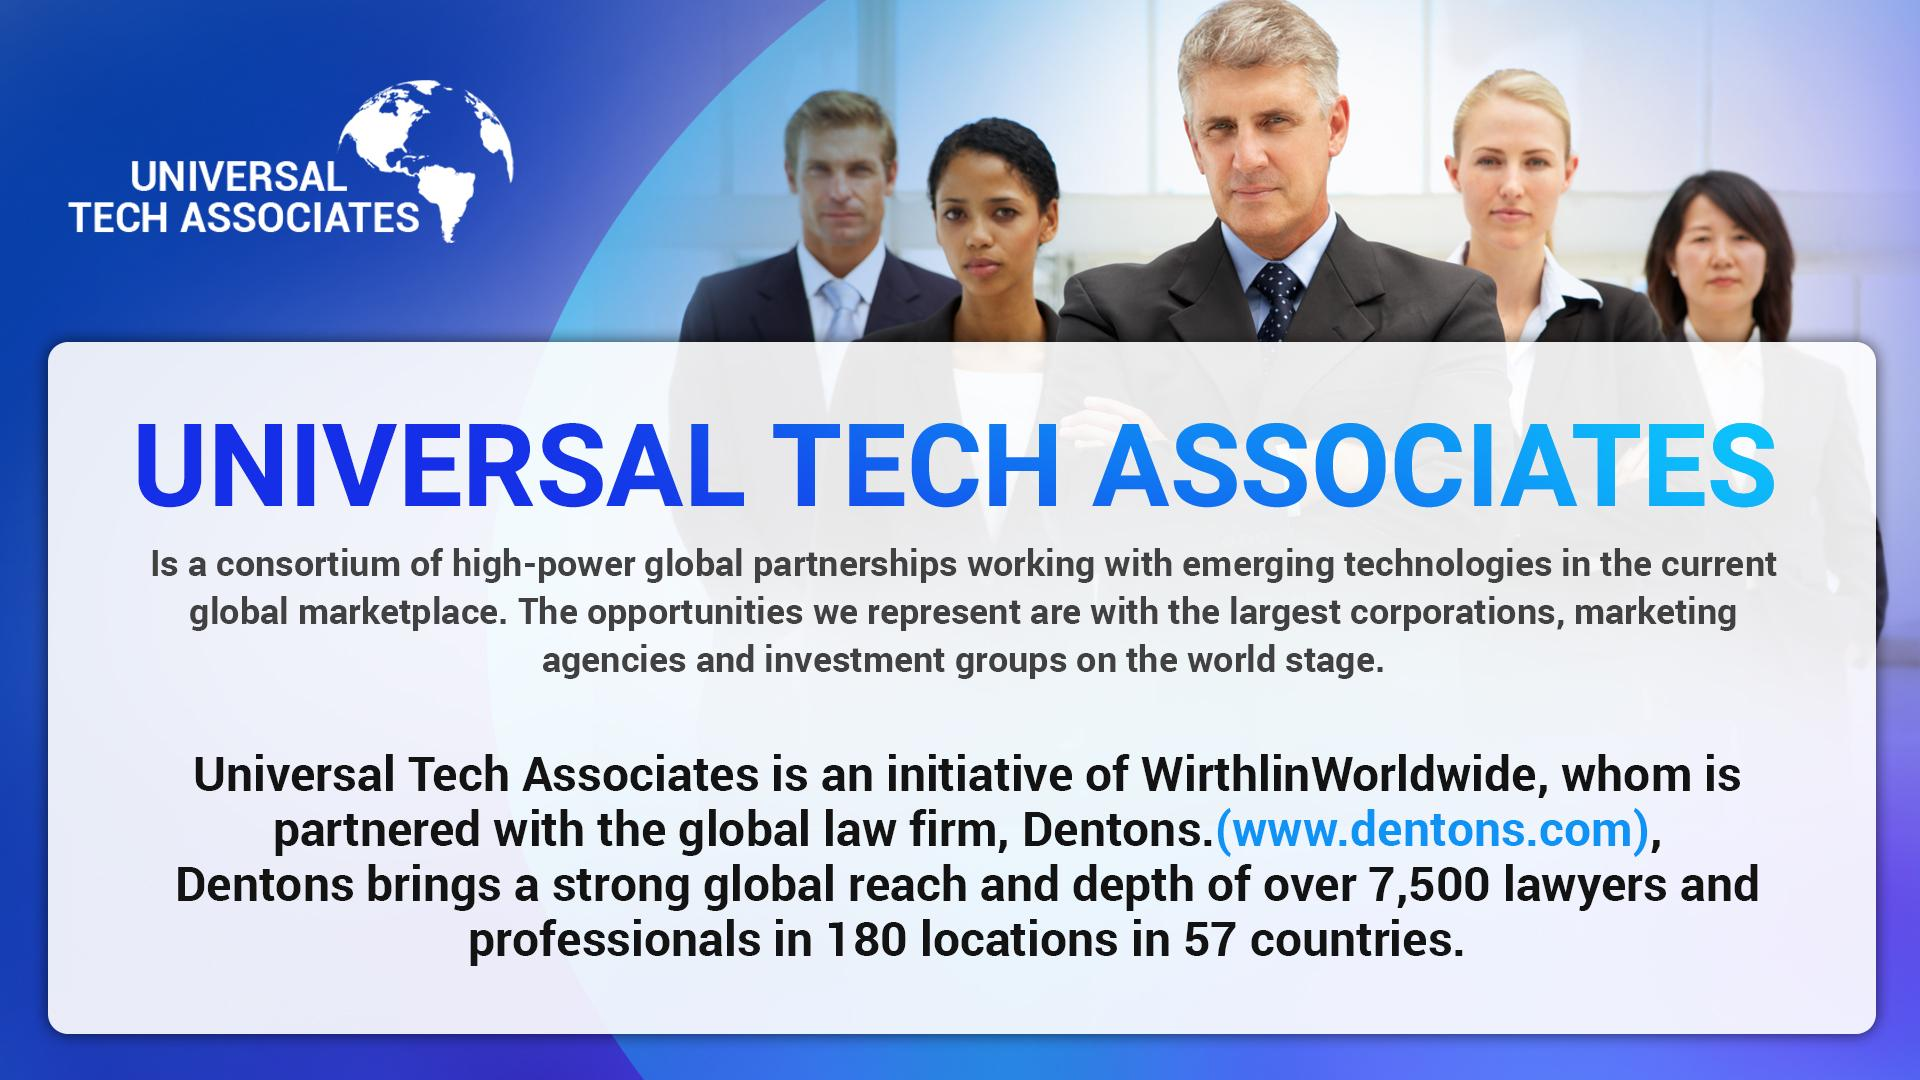 UNIVERSAL
TECH ASSOCIATES
UNIVERSAL TECH ASSOCIATES
Is a consortium of high-power global partnerships working with emerging technologies in the current
global marketplace. The opportunities we represent are with the largest corporations, marketing
agencies and investment groups on the world stage.
Universal Tech Associates is an initiative of WirthlinWorldwide, whom is
partnered with the global law firm, Dentons.(www.dentons.com),
Dentons brings a strong global reach and depth of over 7,500 lawyers and
professionals in 180 locations in 57 countries.